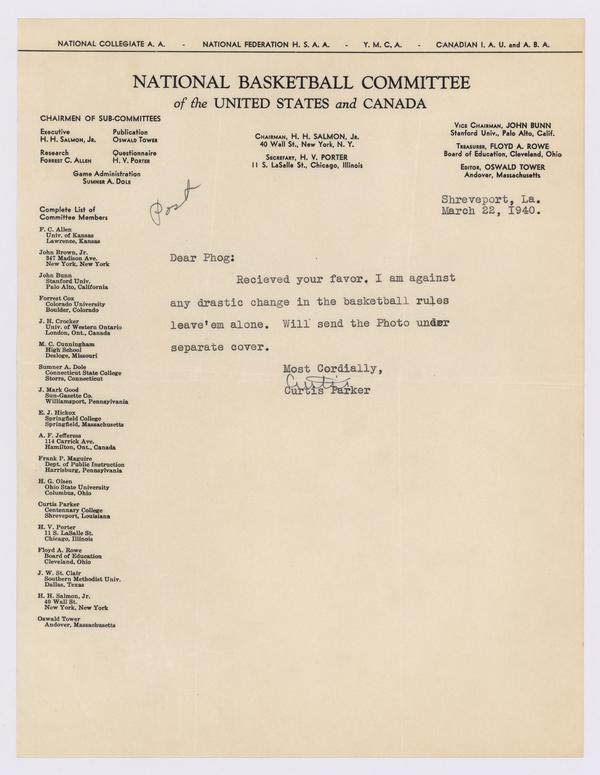 NATIONAL COLLEGIATE A. A. - NATIONAL FEDERATION H. S. A. A. - Y. M. C. A. - CANADIAN I. A. U. and A. B. A.
NATIONAL BASKETBALL COMMITTEE
of the UNITED STATES and CANADA
CHAIRMEN OF SUB-COMMITTEES
Executive
H. H. SALMON, JR.
Publication
OSWALD TOWER
Research
FORREST C. ALLEN
Questionnaire
H. V. PORTER
Game Administration
SUMNER A. DOLE
CHAIRMAN, H. H. SALMON, JR.
40 Wall St., New York, N. Y.
SECRETARY, H. V. PORTER
11 S. LaSalle St., Chicago, Illinois
VICE CHAIRMAN, JOHN BUNN
Stanford Univ., Palo Alto, Calif.
TREASURER, FLOYD A. ROWE
Board of Education, Cleveland, Ohio
EDITOR, OSWALD TOWER
Andover, Massachusetts
Post
Shreveport, La.
March 22, 1940.
Complete List of
Committee Members
F. C. Allen
Univ. of Kansas
Lawrence, Kansas
John Brown, Jr.
347 Madison Ave.
New York, New York
John Bunn
Stanford Univ.
Palo Alto, California
Forrest Cox
Colorado University
Boulder, Colorado
J. H. Crocker
Univ. of Western Ontario
London, Ont., Canada
M. C. Cunningham
High School
Desloge, Missouri
Sumner A. Dole
Connecticut State College
Storrs, Connecticut
J. Mark Good
Sun-Gazette Co.
Williamsport, Pennsylvania
E. J. Hickox
Springfield College
Springfield, Massachusetts
A. F. Jefferess
114 Carrick Ave.
Hamilton, Ont., Canada
Frank P. Maguire
Dept. of Public Instruction
Harrisburg, Pennsylvania
H. G. Olsen
Ohio State University
Columbus, Ohio
Curtis Parker
Centenary College
Shreveport, Louisiana
H. V. Porter
11 S. LaSalle St.
Chicago, Illinois
Floyd A. Rowe
Board of Education
Cleveland, Ohio
J. W. St. Clair
Southern Methodist Univ.
Dallas, Texas
H. H. Salmon, Jr.
40 Wall St.
New York, New York
Oswald Tower
Andover, Massachusetts
Dear Phog:
Recieved your favor. I am against
any drastic change in the basketball rules
leave'em alone. Will send the Photo under
separate cover.
Most Cordially,
Curtis
Curtis Parker